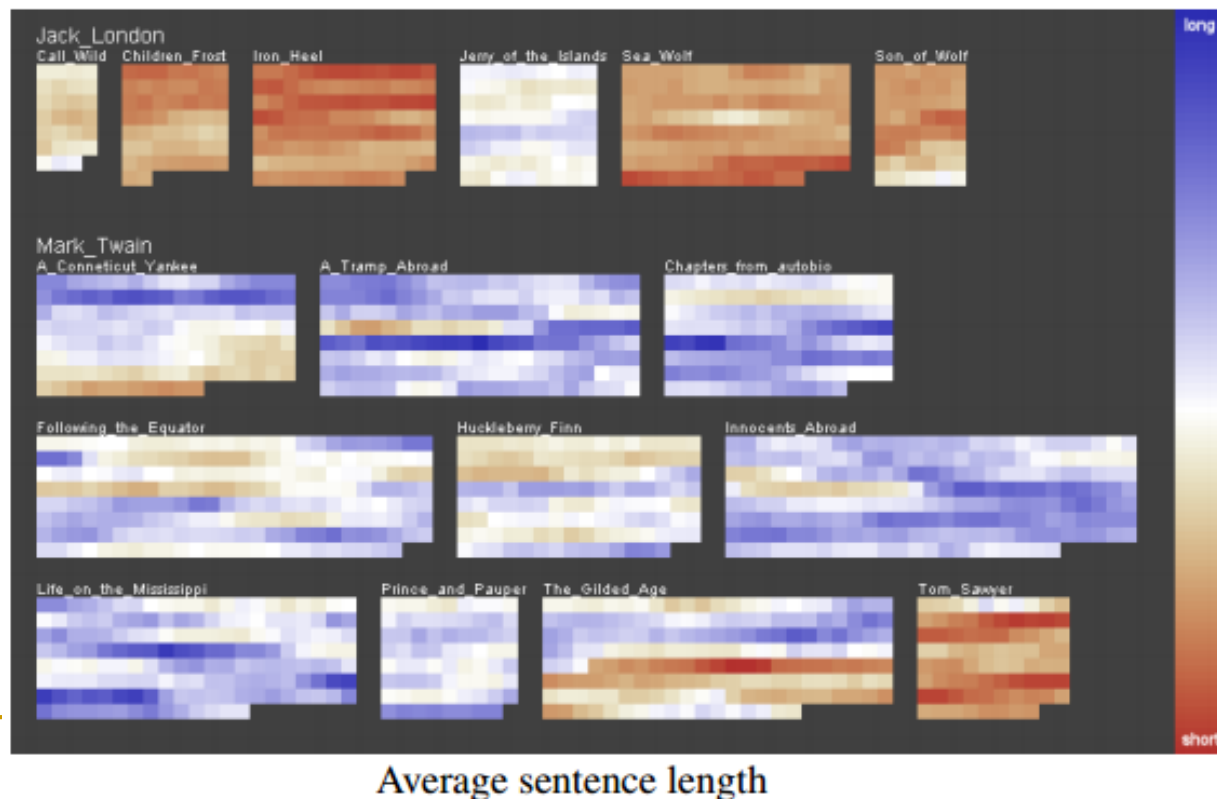 long
Jack_London
Call_Wild Children_Frost Iron_Heel Jerry_of_the_Islands Sea_Wolf Son_of_Wolf
Mark_Twain
A_Conneticut_Yankee A_Tramp_Abroad Chapters_from_autobio
Following_the_Equator Huckleberry_Finn Innocents_Abroad
Life_on_the_Mississippi Prince_and_Pauper The_Gilded_Age Tom_Sawyer
short
Average sentence length